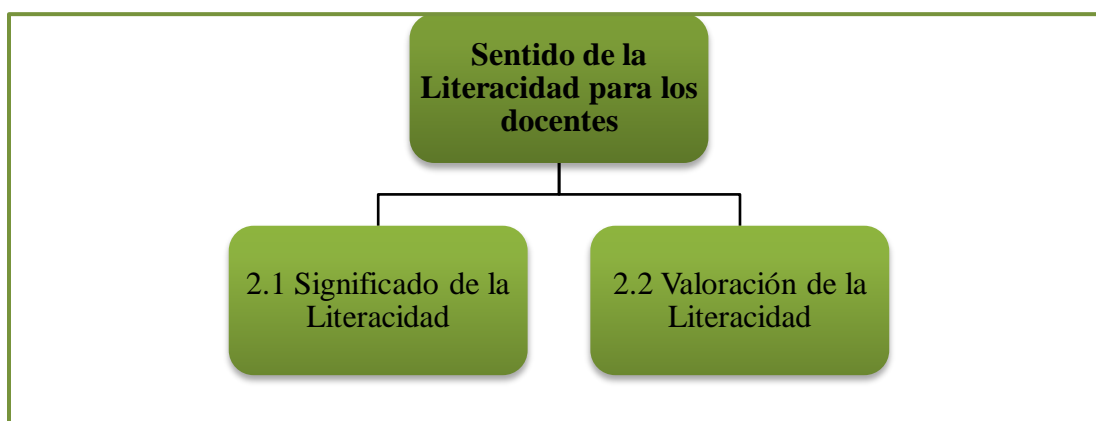 Sentido de la
Literacidad para los
docentes
2.1 Significado de la
Literacidad
2.2 Valoración de la
Literacidad